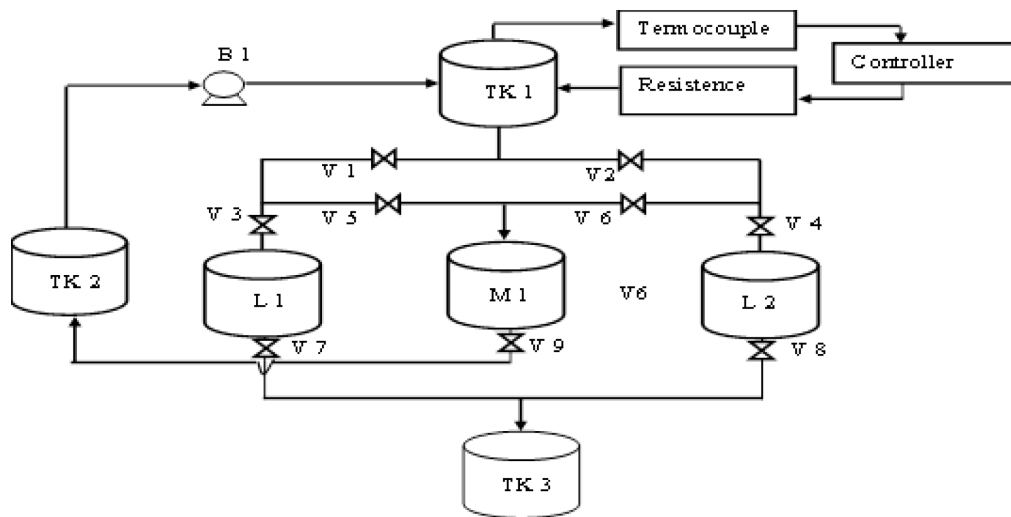 Termocouple
B 1
Controller
TK 1
Resistence
V 1
V2
V 3
V 5
V 6
V 4
TK 2
L 1
M 1
V6
L 2
V 7
V 9
V 8
TK 3